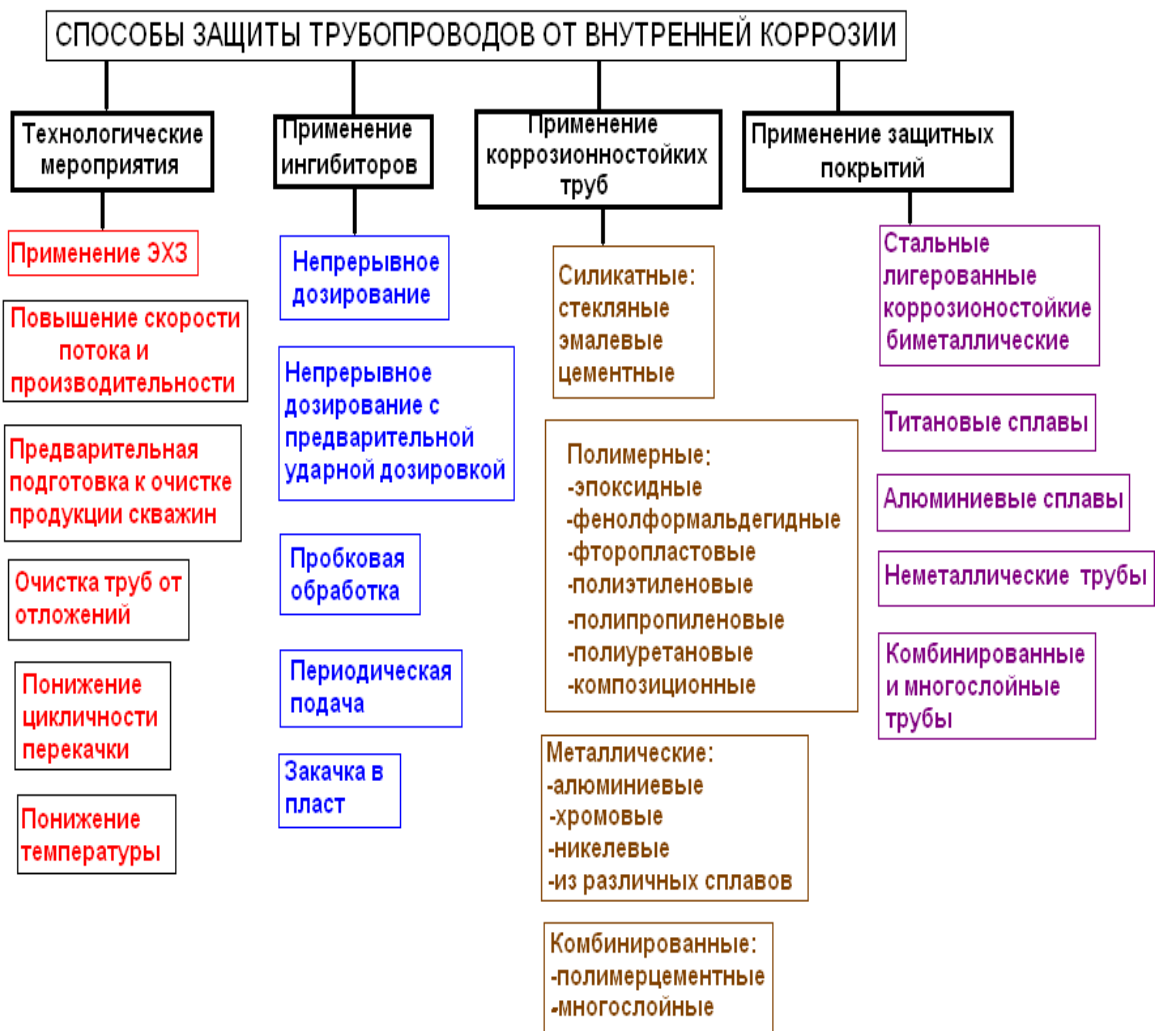 СПОСОБЫ ЗАЩИТЫ ТРУБОПРОВОДОВ ОТ ВНУТРЕННЕЙ КОРРОЗИИ
Технологические
мероприятия
Применение ЭХЗ
Повышение скорости
потока и
производительности
Предварительная
подготовка к очистке
продукции скважин
Очистка труб от
отложений
Понижение
цикличности
перекачки
Понижение
температуры
Применение
ингибиторов
Непрерывное
дозирование
Непрерывное
дозирование с
предварительной
ударной дозировкой
Пробковая
обработка
Периодическая
подача
Закачка в
пласт
Применение
коррозионностойких
труб
Силикатные:
стекляные
эмалевые
цементные
Полимерные:
-эпоксидные
-фенолформальдегидные
-фторопластовые
-полиэтиленовые
-полипропиленовые
-полиуретановые
-композиционные
Металлические:
-алюминиевые
-хромовые
-никелевые
-из различных сплавов
Комбинированные:
-полимерцементные
-многослойные
Применение защитных
покрытий
Стальные
лигерованные
коррозионостойкие
биметаллические
Титановые сплавы
Алюминиевые сплавы
Неметаллические трубы
Комбинированные
и многослойные
трубы